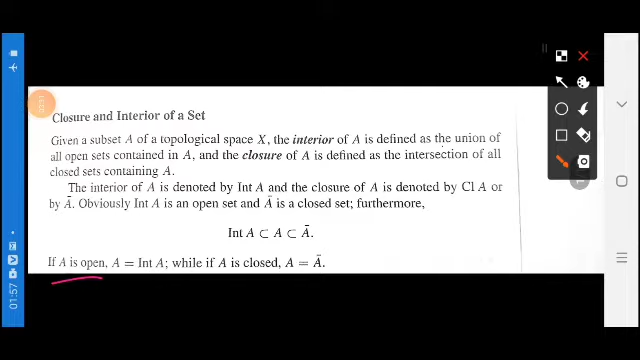 Closure and Interior of a Set
Given a subset A of a topological space X, the interior of A is defined as the union of
all open sets contained in A, and the closure of A is defined as the intersection of all
closed sets containing A.
The interior of A is denoted by Int A and the closure of A is denoted by Cl A or
by Ā. Obviously Int A is an open set and Ā is a closed set; furthermore,
Int A ⊂ A ⊂ Ā.
If A is open, A = Int A; while if A is closed, A = Ā.
01:57